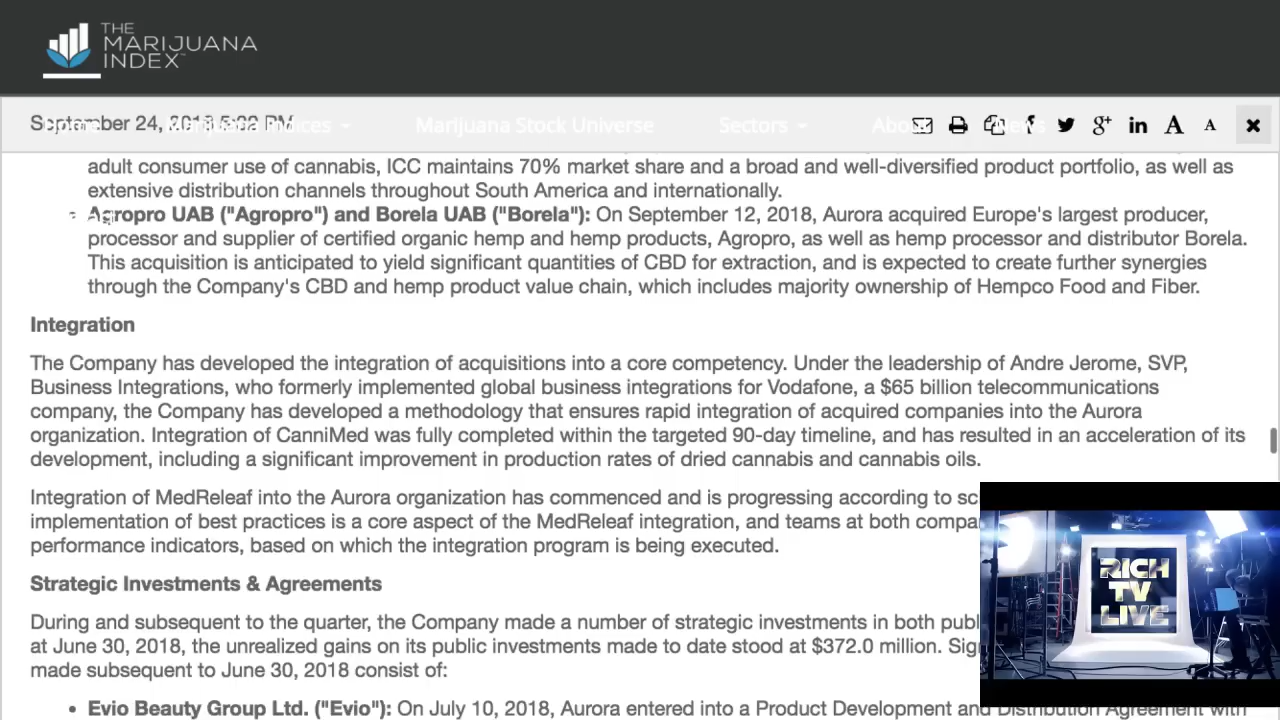 THE
MARIJUANA
INDEX™
September 24, 2018 5:00 PM
Home Marijuana Indices Marijuana Stock Universe Sectors About News
adult consumer use of cannabis, ICC maintains 70% market share and a broad and well-diversified product portfolio, as well as
extensive distribution channels throughout South America and internationally.
• Agropro UAB ("Agropro") and Borela UAB ("Borela"): On September 12, 2018, Aurora acquired Europe's largest producer,
processor and supplier of certified organic hemp and hemp products, Agropro, as well as hemp processor and distributor Borela.
This acquisition is anticipated to yield significant quantities of CBD for extraction, and is expected to create further synergies
through the Company's CBD and hemp product value chain, which includes majority ownership of Hempco Food and Fiber.
Integration
The Company has developed the integration of acquisitions into a core competency. Under the leadership of Andre Jerome, SVP,
Business Integrations, who formerly implemented global business integrations for Vodafone, a $65 billion telecommunications
company, the Company has developed a methodology that ensures rapid integration of acquired companies into the Aurora
organization. Integration of CanniMed was fully completed within the targeted 90-day timeline, and has resulted in an acceleration of its
development, including a significant improvement in production rates of dried cannabis and cannabis oils.
Integration of MedReleaf into the Aurora organization has commenced and is progressing according to sc
implementation of best practices is a core aspect of the MedReleaf integration, and teams at both compa
performance indicators, based on which the integration program is being executed.
Strategic Investments & Agreements
During and subsequent to the quarter, the Company made a number of strategic investments in both publ
at June 30, 2018, the unrealized gains on its public investments made to date stood at $372.0 million. Sig
made subsequent to June 30, 2018 consist of:
• Evio Beauty Group Ltd. ("Evio"): On July 10, 2018, Aurora entered into a Product Development and Distribution Agreement with
RICH
TV
LIVE